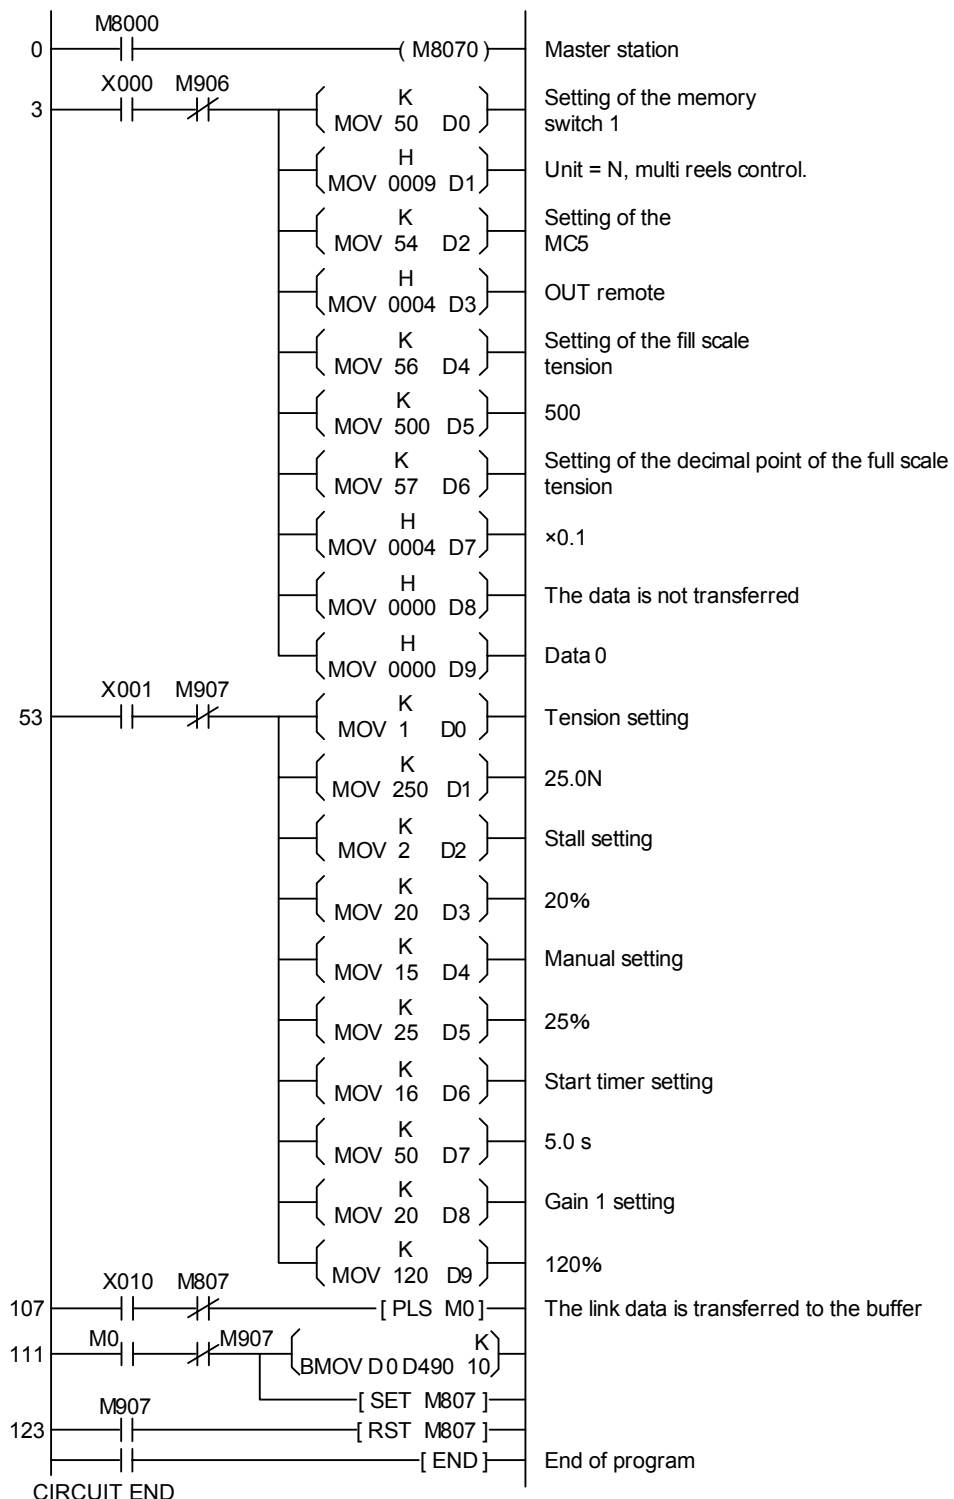 M8000
0 ( M8070 ) Master station
X000 M906
3 K Setting of the memory
MOV 50 D0 switch 1
H
MOV 0009 D1 Unit = N, multi reels control.
K Setting of the
MOV 54 D2 MC5
H
MOV 0004 D3 OUT remote
K Setting of the fill scale
MOV 56 D4 tension
K
MOV 500 D5 500
K Setting of the decimal point of the full scale
MOV 57 D6 tension
H
MOV 0004 D7 ×0.1
H
MOV 0000 D8 The data is not transferred
H
MOV 0000 D9 Data 0
X001 M907
53 K Tension setting
MOV 1 D0
K
MOV 250 D1 25.0N
K
MOV 2 D2 Stall setting
K
MOV 20 D3 20%
K
MOV 15 D4 Manual setting
K
MOV 25 D5 25%
K
MOV 16 D6 Start timer setting
K
MOV 50 D7 5.0 s
K
MOV 20 D8 Gain 1 setting
K
MOV 120 D9 120%
X010 M807
107 [ PLS M0 ] The link data is transferred to the buffer
M0 M907 K
111 BMOV D0 D490 10
[ SET M807 ]
M907
123 [ RST M807 ]
[ END ] End of program
CIRCUIT END